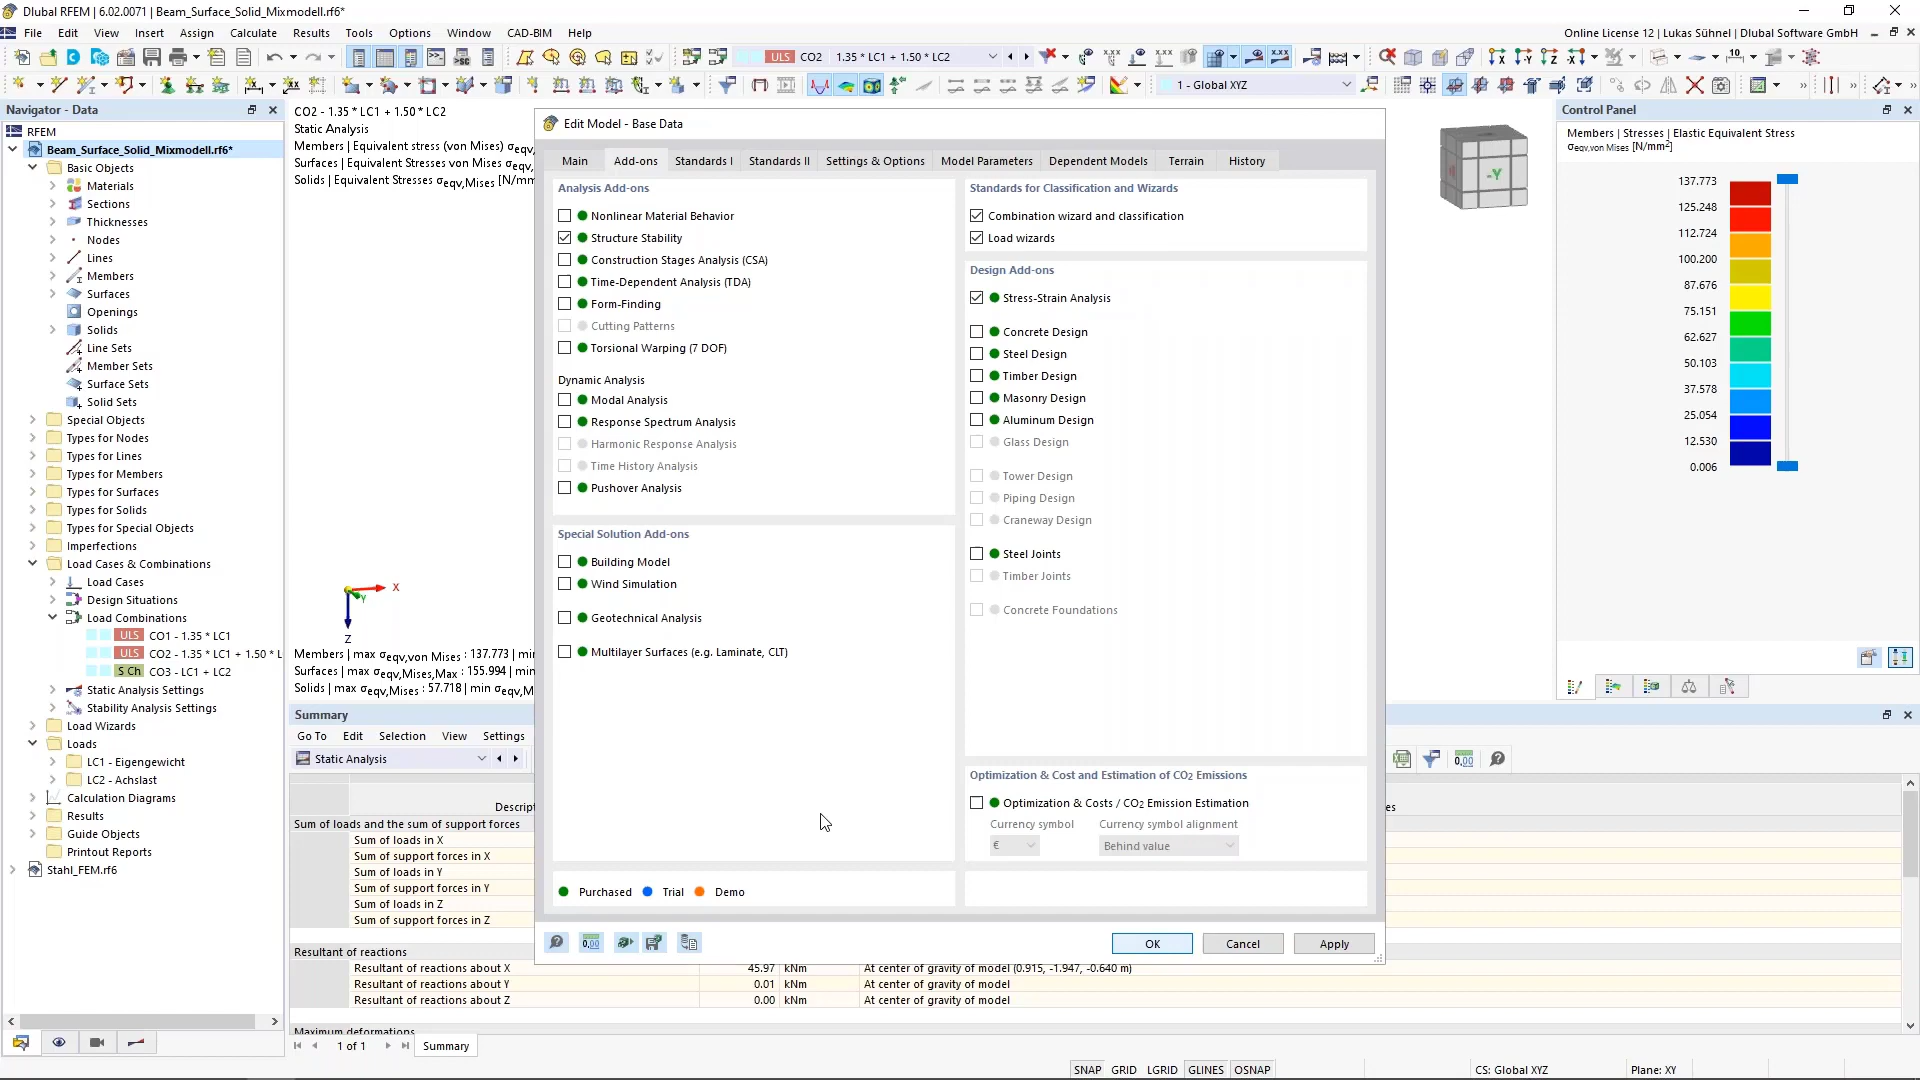 Dlubal RFEM | 6.02.0071 | Beam_Surface_Solid_Mixmodell.rf6*
File Edit View Insert Assign Calculate Results Tools Options Window CAD-BIM Help
Online License 12 | Lukas Sühnel | Dlubal Software GmbH
ULS CO2 1.35 * LC1 + 1.50 * LC2
1 - Global XYZ
Navigator - Data
RFEM
Beam_Surface_Solid_Mixmodell.rf6*
Basic Objects
Materials
Sections
Thicknesses
Nodes
Lines
Members
Surfaces
Openings
Solids
Line Sets
Member Sets
Surface Sets
Solid Sets
Special Objects
Types for Nodes
Types for Lines
Types for Members
Types for Surfaces
Types for Solids
Types for Special Objects
Imperfections
Load Cases & Combinations
Load Cases
Design Situations
Load Combinations
ULS CO1 - 1.35 * LC1
ULS CO2 - 1.35 * LC1 + 1.50 * L
S Ch CO3 - LC1 + LC2
Static Analysis Settings
Stability Analysis Settings
Load Wizards
Loads
LC1 - Eigengewicht
LC2 - Achslast
Calculation Diagrams
Results
Guide Objects
Printout Reports
Stahl_FEM.rf6
CO2 - 1.35 * LC1 + 1.50 * LC2
Static Analysis
Members | Equivalent stress (von Mises) σeqv,
Surfaces | Equivalent Stresses von Mises σeqv,
Solids | Equivalent Stresses σeqv,Mises [N/mm
X
Y
Z
Members | max σeqv,von Mises : 137.773 | min
Surfaces | max σeqv,Mises,Max : 155.994 | min
Solids | max σeqv,Mises : 57.718 | min σeqv,M
Edit Model - Base Data
Main Add-ons Standards I Standards II Settings & Options Model Parameters Dependent Models Terrain History
Analysis Add-ons
Nonlinear Material Behavior
Structure Stability
Construction Stages Analysis (CSA)
Time-Dependent Analysis (TDA)
Form-Finding
Cutting Patterns
Torsional Warping (7 DOF)
Dynamic Analysis
Modal Analysis
Response Spectrum Analysis
Harmonic Response Analysis
Time History Analysis
Pushover Analysis
Special Solution Add-ons
Building Model
Wind Simulation
Geotechnical Analysis
Multilayer Surfaces (e.g. Laminate, CLT)
Purchased Trial Demo
Standards for Classification and Wizards
Combination wizard and classification
Load wizards
Design Add-ons
Stress-Strain Analysis
Concrete Design
Steel Design
Timber Design
Masonry Design
Aluminum Design
Glass Design
Tower Design
Piping Design
Craneway Design
Steel Joints
Timber Joints
Concrete Foundations
Optimization & Cost and Estimation of CO2 Emissions
Optimization & Costs / CO2 Emission Estimation
Currency symbol Currency symbol alignment
€ Behind value
OK Cancel Apply
-Y
Control Panel
Members | Stresses | Elastic Equivalent Stress
σeqv,von Mises [N/mm²]
137.773
125.248
112.724
100.200
87.676
75.151
62.627
50.103
37.578
25.054
12.530
0.006
Summary
Go To Edit Selection View Settings
Static Analysis
Descript
es
Sum of loads and the sum of support forces
Sum of loads in X
Sum of support forces in X
Sum of loads in Y
Sum of support forces in Y
Sum of loads in Z
Sum of support forces in Z
Resultant of reactions
Resultant of reactions about X 45.97 kNm At center of gravity of model (0.915, -1.947, -0.640 m)
Resultant of reactions about Y 0.01 kNm At center of gravity of model
Resultant of reactions about Z 0.00 kNm At center of gravity of model
Maximum deformations
1 of 1 Summary
SNAP GRID LGRID GLINES OSNAP CS: Global XYZ Plane: XY